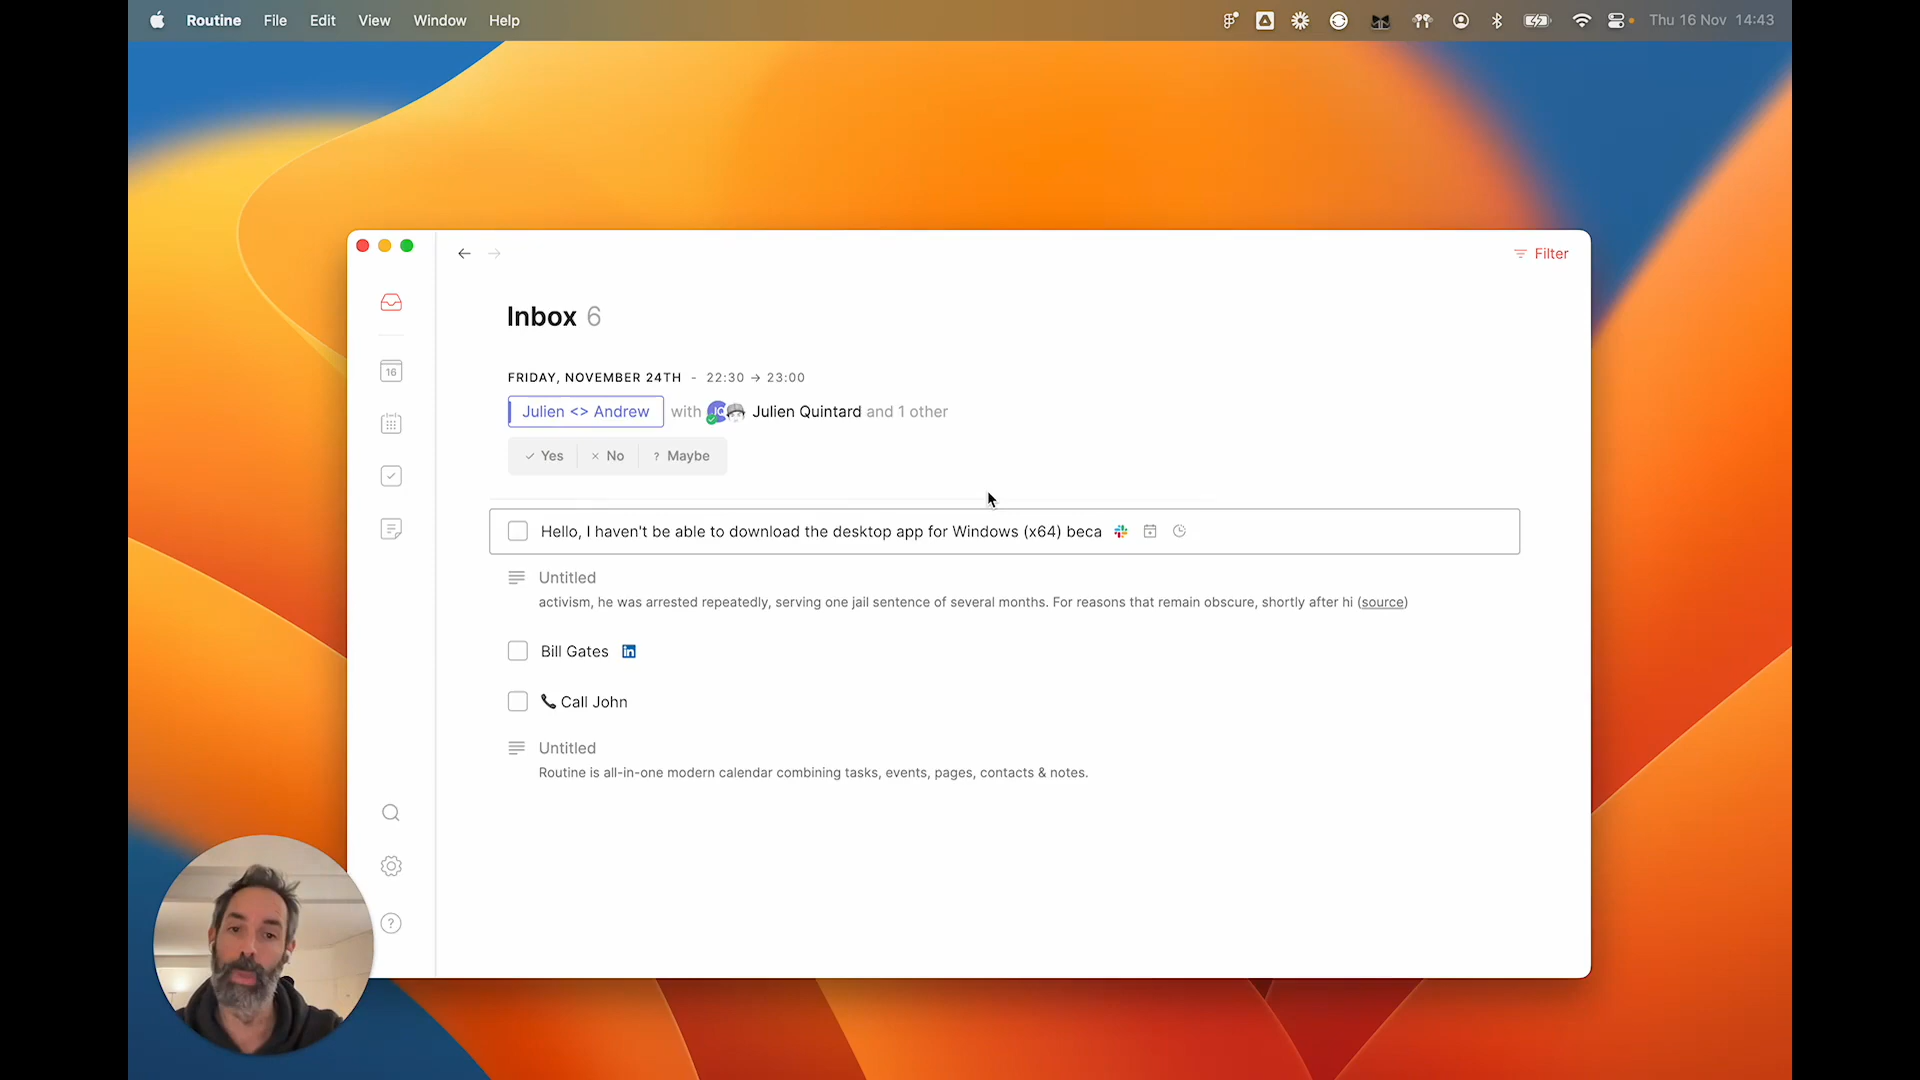 Routine File Edit View Window Help Thu 16 Nov 14:43
Filter
Inbox 6
16
FRIDAY, NOVEMBER 24TH - 22:30 → 23:00
Julien <> Andrew with JQ Julien Quintard and 1 other
Yes No ? Maybe
Hello, I haven't be able to download the desktop app for Windows (x64) beca
Untitled
activism, he was arrested repeatedly, serving one jail sentence of several months. For reasons that remain obscure, shortly after hi (source)
Bill Gates in
Call John
Untitled
Routine is all-in-one modern calendar combining tasks, events, pages, contacts & notes.
?